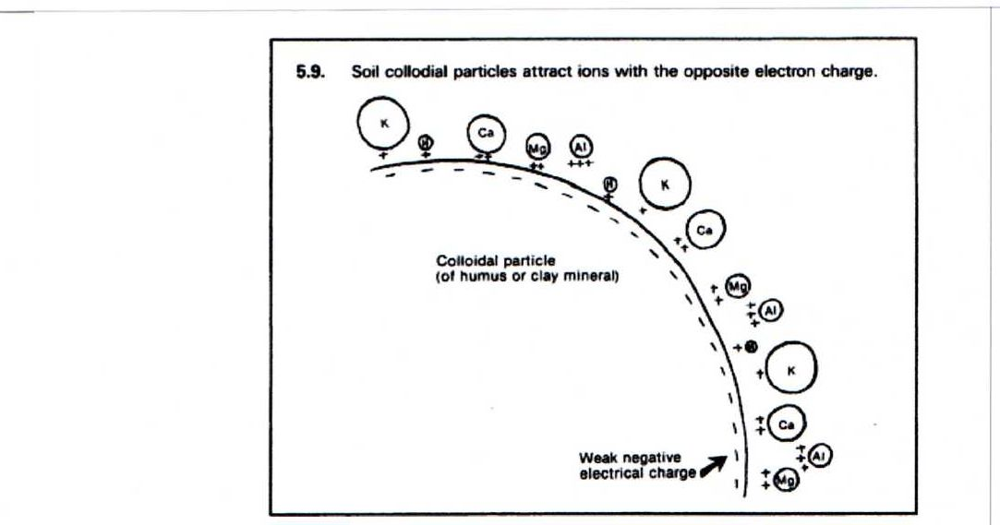 5.9. Soil collodial particles attract ions with the opposite electron charge.
K
+
H
+
Ca
++
Mg
++
Al
+++
H
+
K
+
Ca
++
Mg
++
Al
+++
Colloidal particle
(of humus or clay mineral)
+ H
+ K
++ Ca
+++ Al
++ Mg
Weak negative
electrical charge